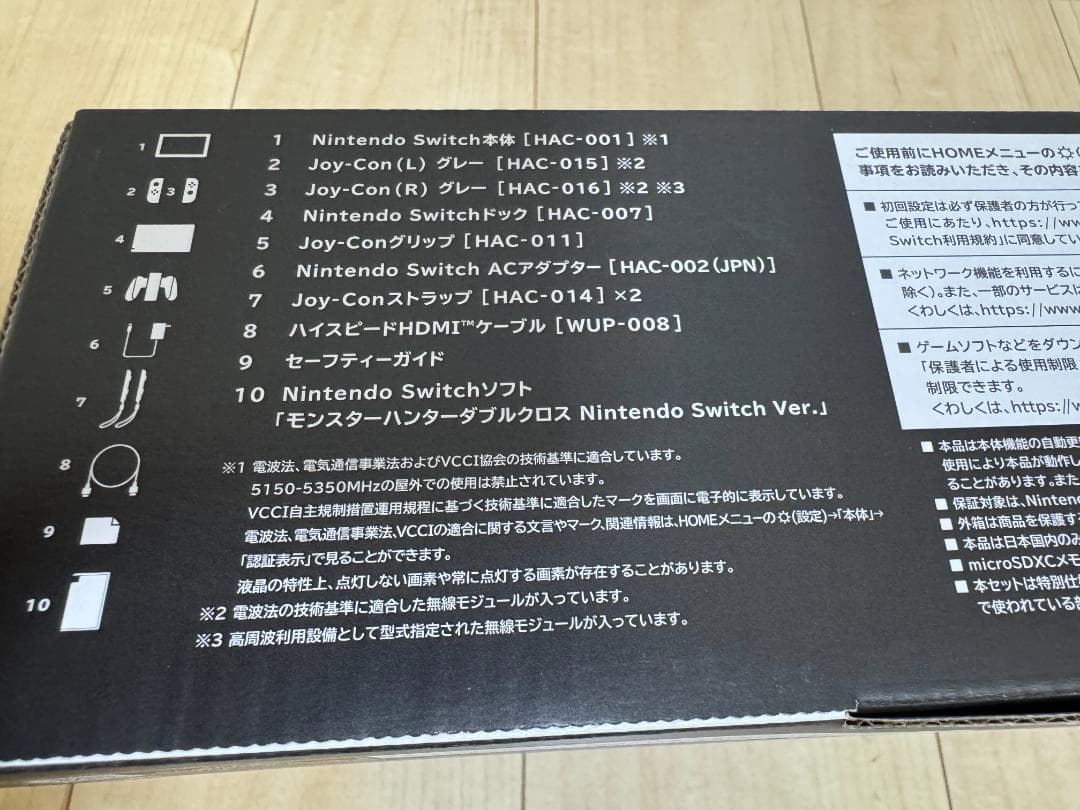 1 Nintendo Switch本体 [HAC-001] ※1
2 Joy-Con(L) グレー [HAC-015] ※2
3 Joy-Con(R) グレー [HAC-016] ※2 ※3
4 Nintendo Switchドック [HAC-007]
5 Joy-Conグリップ [HAC-011]
6 Nintendo Switch ACアダプター [HAC-002(JPN)]
7 Joy-Conストラップ [HAC-014] ×2
8 ハイスピードHDMI™ケーブル [WUP-008]
9 セーフティーガイド
10 Nintendo Switchソフト
「モンスターハンターダブルクロス Nintendo Switch Ver.」
※1 電波法、電気通信事業法およびVCCI協会の技術基準に適合しています。
5150-5350MHzの屋外での使用は禁止されています。
VCCI自主規制措置運用規程に基づく技術基準に適合したマークを画面に電子的に表示しています。
電波法、電気通信事業法、VCCIの適合に関する文言やマーク、関連情報は、HOMEメニューの(設定)→「本体」→
「認証表示」で見ることができます。
液晶の特性上、点灯しない画素や常に点灯する画素が存在することがあります。
※2 電波法の技術基準に適合した無線モジュールが入っています。
※3 高周波利用設備として型式指定された無線モジュールが入っています。
1
2
3
4
5
6
7
8
9
10
ご使用前にHOMEメニューの(
事項をお読みいただき、その内容
■ 初回設定は必ず保護者の方が行っ
ご使用にあたり、https://ww
Switch利用規約」に同意してい
■ ネットワーク機能を利用するに
除く)。また、一部のサービスは
くわしくは、https://www
■ ゲームソフトなどをダウン
「保護者による使用制限
制限できます。
くわしくは、https://w
■ 本品は本体機能の自動更
使用により本品が動作し
ることがあります。また
■ 保証対象は、Ninten
■ 外箱は商品を保護す
■ 本品は日本国内のみ
■ microSDXCメモ
■ 本セットは特別仕
で使われている